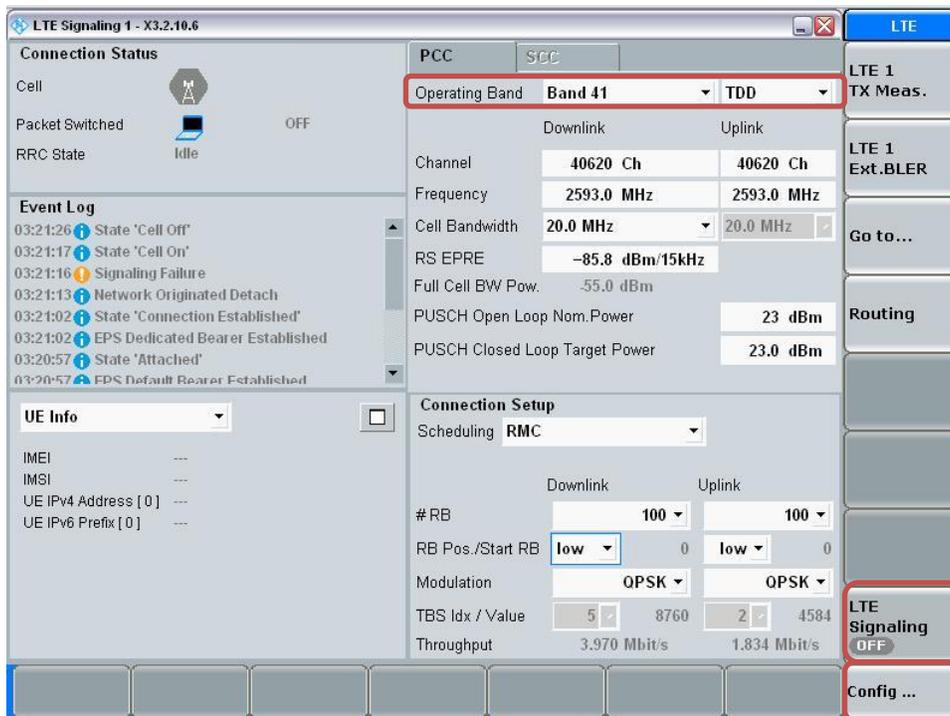 LTE Signaling 1 - X3.2.10.6
LTE
Connection Status
Cell
Packet Switched OFF
RRC State Idle
Event Log
03:21:26 State 'Cell Off'
03:21:17 State 'Cell On'
03:21:16 Signaling Failure
03:21:13 Network Originated Detach
03:21:02 State 'Connection Established'
03:21:02 EPS Dedicated Bearer Established
03:20:57 State 'Attached'
03:20:57 EPS Default Bearer Established
UE Info
IMEI ---
IMSI ---
UE IPv4 Address [ 0 ] ---
UE IPv6 Prefix [ 0 ] ---
PCC SCC
Operating Band Band 41 TDD
Downlink Uplink
Channel 40620 Ch 40620 Ch
Frequency 2593.0 MHz 2593.0 MHz
Cell Bandwidth 20.0 MHz 20.0 MHz
RS EPRE -85.8 dBm/15kHz
Full Cell BW Pow. -55.0 dBm
PUSCH Open Loop Nom.Power 23 dBm
PUSCH Closed Loop Target Power 23.0 dBm
Connection Setup
Scheduling RMC
Downlink Uplink
# RB 100 100
RB Pos./Start RB low 0 low 0
Modulation QPSK QPSK
TBS Idx / Value 5 8760 2 4584
Throughput 3.970 Mbit/s 1.834 Mbit/s
LTE 1
TX Meas.
LTE 1
Ext.BLER
Go to...
Routing
LTE
Signaling
OFF
Config ...